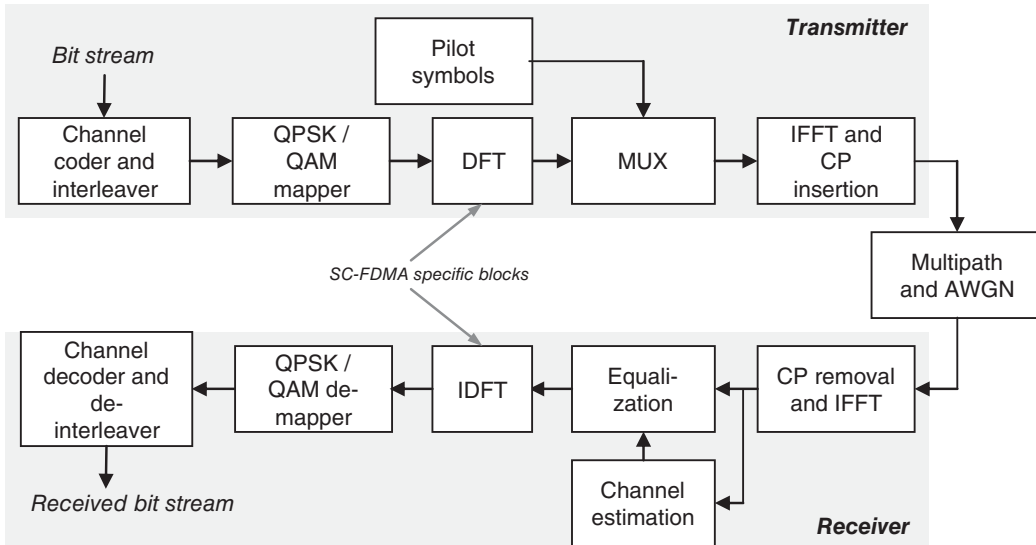 Transmitter
Bit stream
Pilot
symbols
Channel
coder and
interleaver
QPSK /
QAM
mapper
DFT
MUX
IFFT and
CP
insertion
SC-FDMA specific blocks
Multipath
and AWGN
Channel
decoder and
de-
interleaver
QPSK /
QAM de-
mapper
IDFT
Equali-
zation
CP removal
and IFFT
Channel
estimation
Received bit stream
Receiver